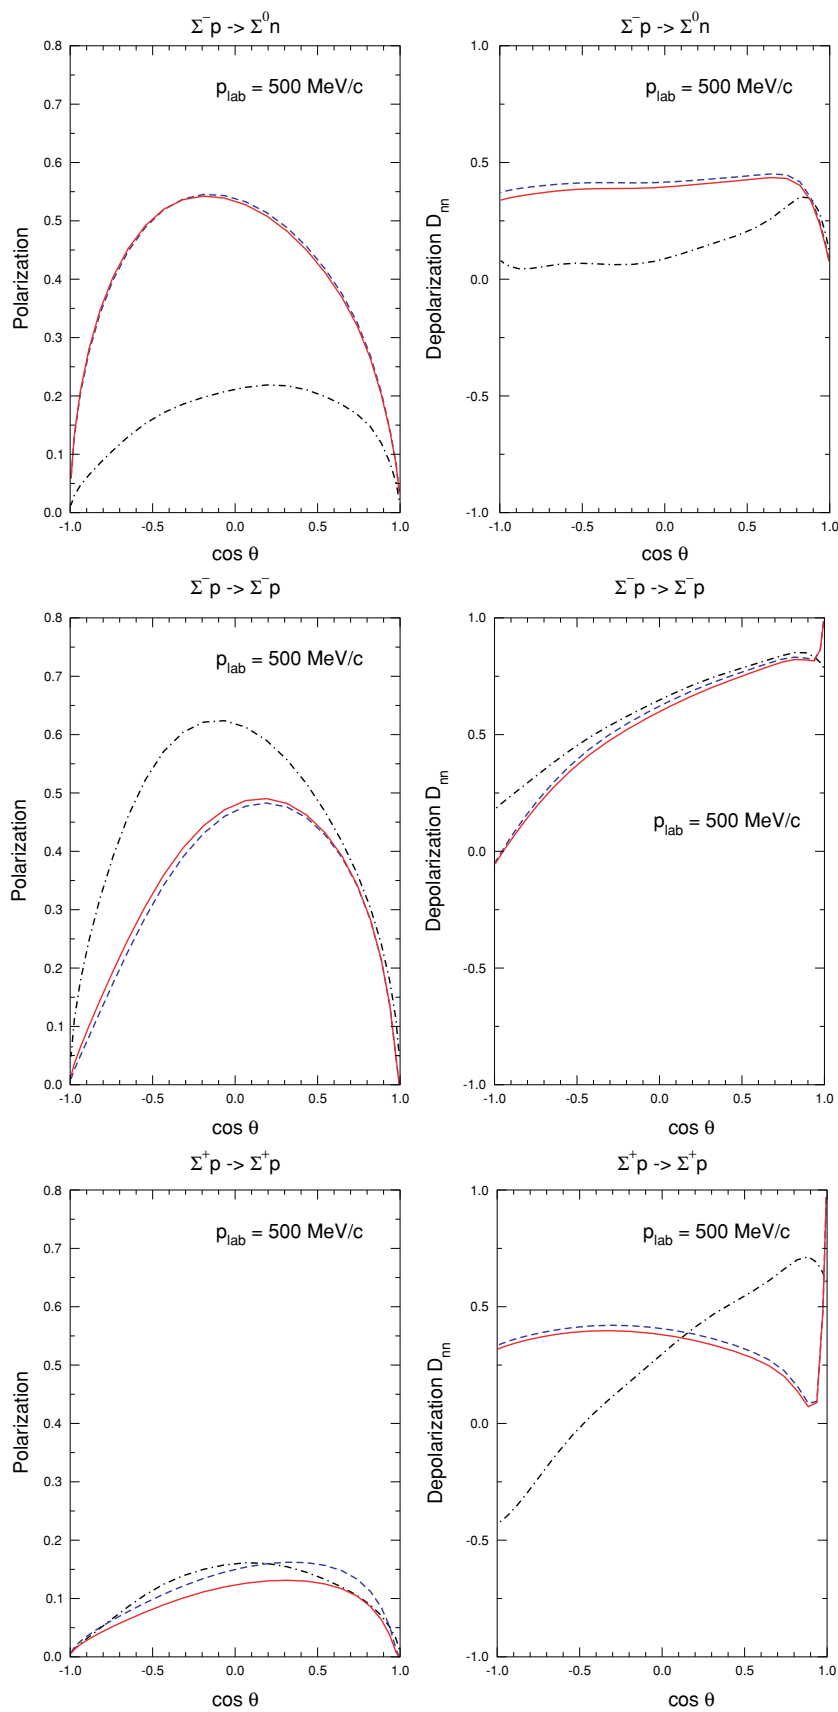 Σ⁻p -> Σ⁰n
p_lab = 500 MeV/c
Polarization
0.8
0.7
0.6
0.5
0.4
0.3
0.2
0.1
0.0
-1.0 -0.5 0.0 0.5 1.0
cos θ
Σ⁻p -> Σ⁰n
p_lab = 500 MeV/c
Depolarization D_nn
1.0
0.5
0.0
-0.5
-1.0
-1.0 -0.5 0.0 0.5 1.0
cos θ
Σ⁻p -> Σ⁻p
p_lab = 500 MeV/c
Polarization
0.8
0.7
0.6
0.5
0.4
0.3
0.2
0.1
0.0
-1.0 -0.5 0.0 0.5 1.0
cos θ
Σ⁻p -> Σ⁻p
p_lab = 500 MeV/c
Depolarization D_nn
1.0
0.5
0.0
-0.5
-1.0
-1.0 -0.5 0.0 0.5 1.0
cos θ
Σ⁺p -> Σ⁺p
p_lab = 500 MeV/c
Polarization
0.8
0.7
0.6
0.5
0.4
0.3
0.2
0.1
0.0
-1.0 -0.5 0.0 0.5 1.0
cos θ
Σ⁺p -> Σ⁺p
p_lab = 500 MeV/c
Depolarization D_nn
1.0
0.5
0.0
-0.5
-1.0
-1.0 -0.5 0.0 0.5 1.0
cos θ